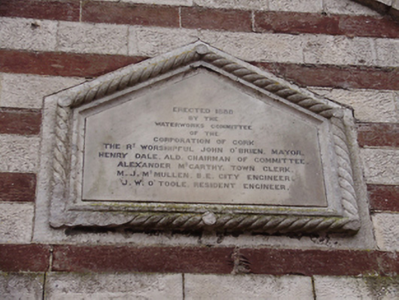 ERECTED 1888
BY THE
WATERWORKS COMMITTEE
OF THE
CORPORATION OF CORK.
THE RT WORSHIPFUL JOHN O'BRIEN, MAYOR.
HENRY DALE, ALD. CHAIRMAN OF COMMITTEE.
ALEXANDER McCARTHY, TOWN CLERK.
M. J. McMULLEN, B.E. CITY ENGINEER.
J. W. O'TOOLE, RESIDENT ENGINEER.